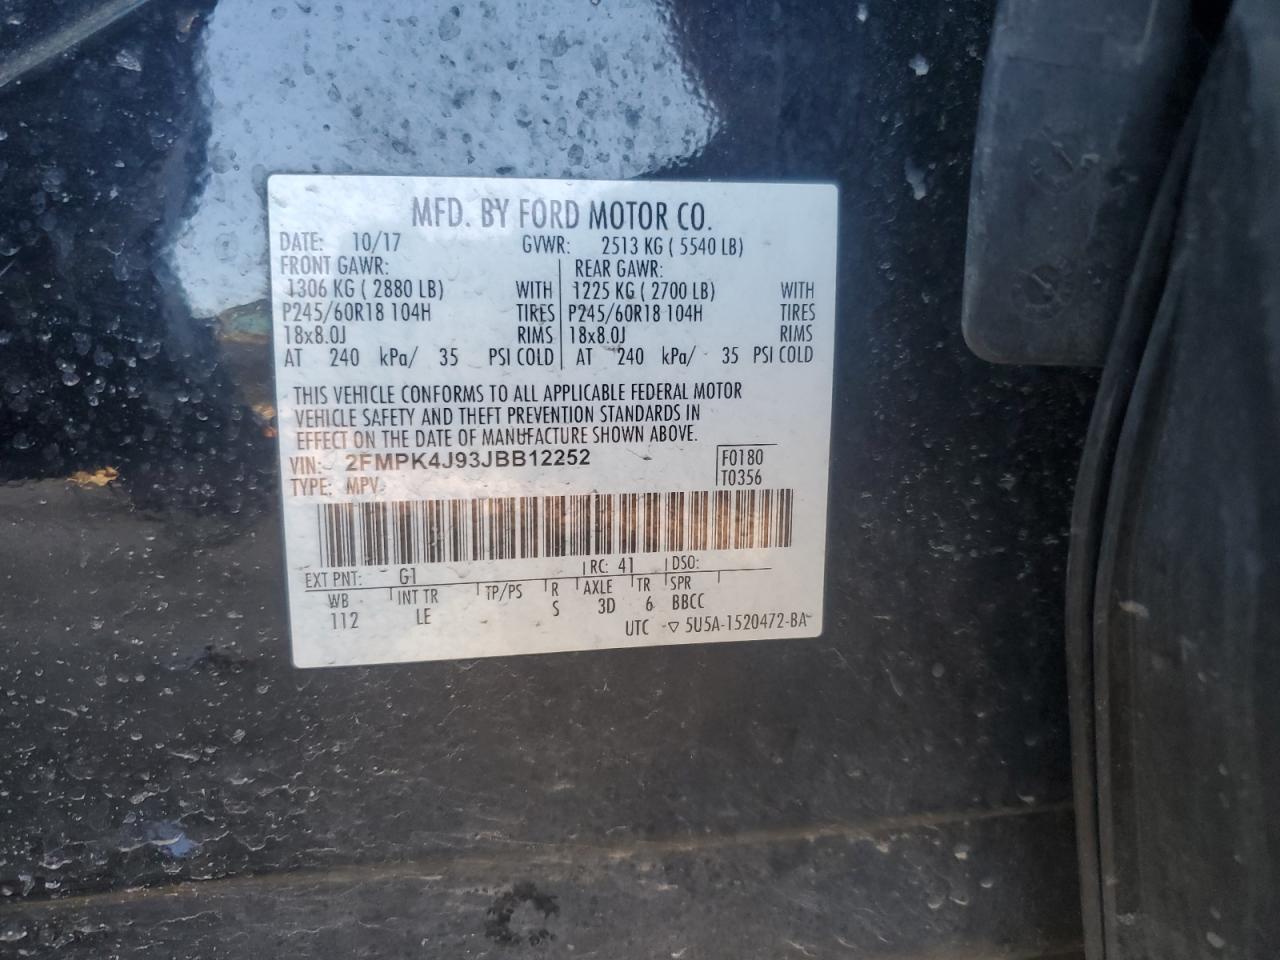 MFD. BY FORD MOTOR CO.
DATE: 10/17 GVWR: 2513 KG ( 5540 LB)
FRONT GAWR: REAR GAWR:
1306 KG ( 2880 LB) WITH 1225 KG ( 2700 LB) WITH
P245/60R18 104H TIRES P245/60R18 104H TIRES
18x8.0J RIMS 18x8.0J RIMS
AT 240 kPa/ 35 PSI COLD AT 240 kPa/ 35 PSI COLD
THIS VEHICLE CONFORMS TO ALL APPLICABLE FEDERAL MOTOR
VEHICLE SAFETY AND THEFT PREVENTION STANDARDS IN
EFFECT ON THE DATE OF MANUFACTURE SHOWN ABOVE.
VIN: 2FMPK4J93JBB12252 F0180
TYPE: MPV T0356
EXT PNT: G1 RC: 41 DSO:
WB INT TR TP/PS R AXLE TR SPR
112 LE S 3D 6 BBCC
UTC ▽ 5U5A-1520472-BA